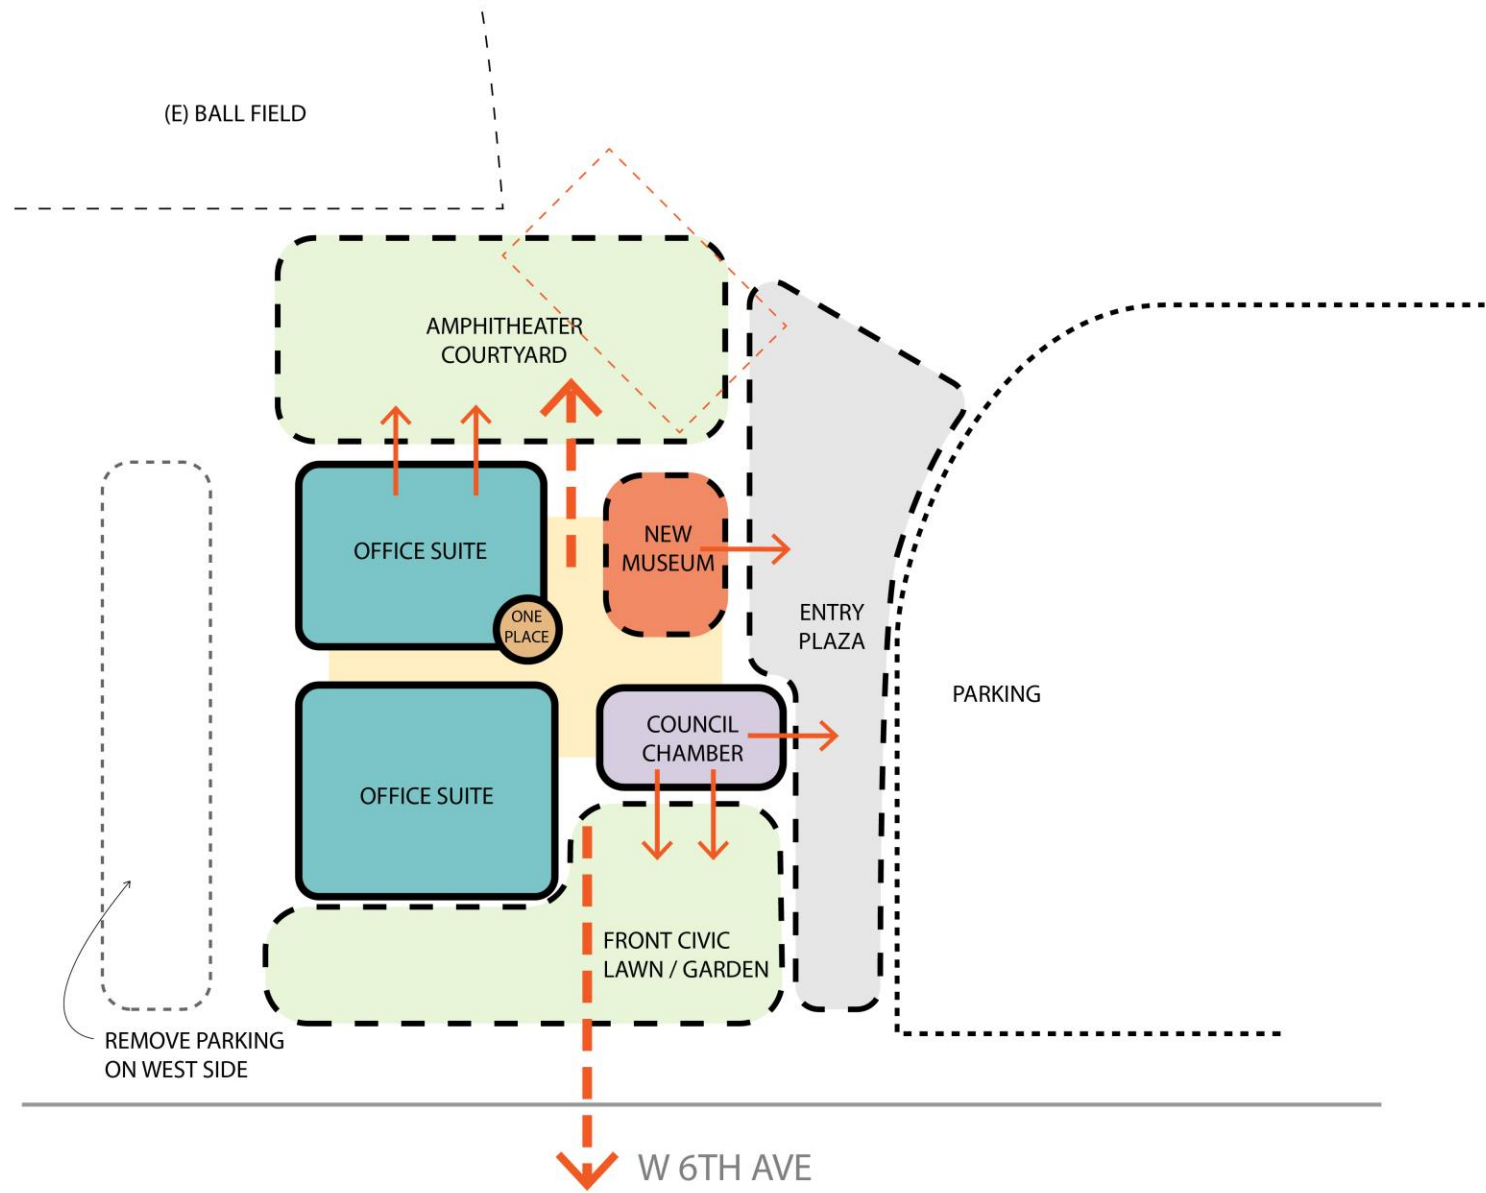 (E) BALL FIELD
AMPHITHEATER
COURTYARD
OFFICE SUITE
NEW
MUSEUM
ONE
PLACE
ENTRY
PLAZA
PARKING
COUNCIL
CHAMBER
OFFICE SUITE
FRONT CIVIC
LAWN / GARDEN
REMOVE PARKING
ON WEST SIDE
W 6TH AVE